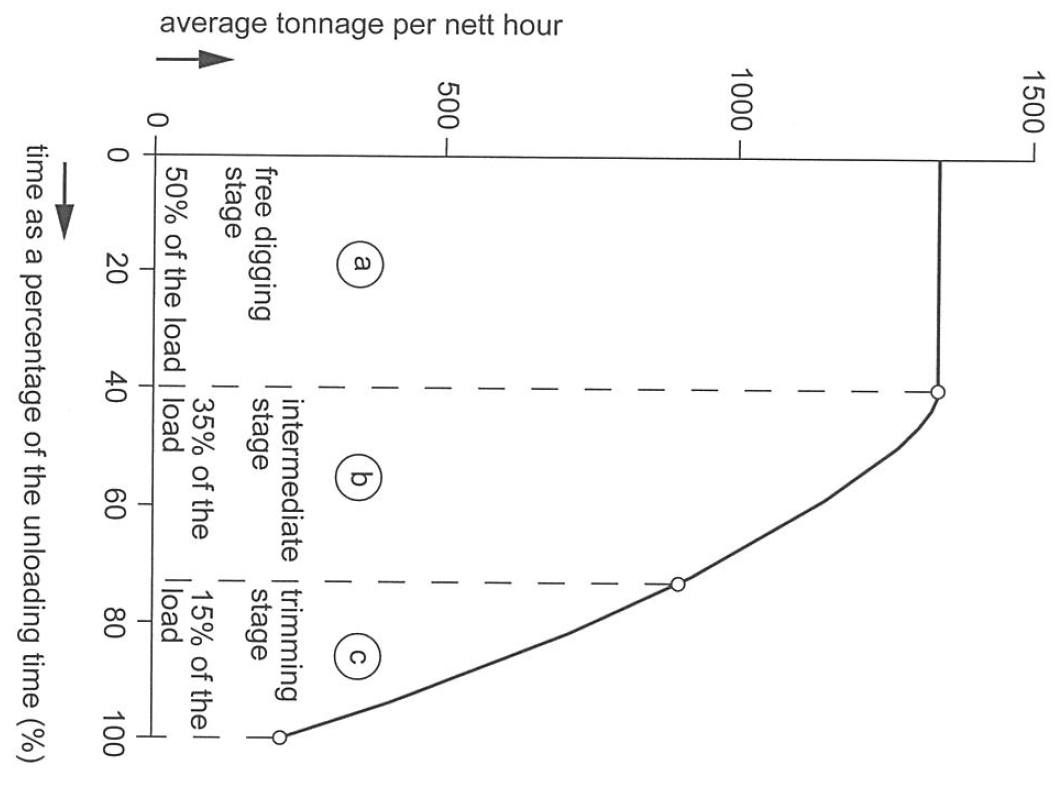 average tonnage per nett hour
1500
1000
500
0
0
20
40
60
80
100
a
b
c
free digging
stage
50% of the load
intermediate
stage
35% of the
load
trimming
stage
15% of the
load
time as a percentage of the unloading time (%)